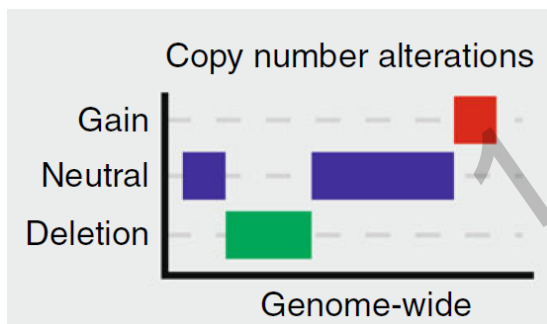 Copy number alterations
Gain
Neutral
Deletion
Genome-wide